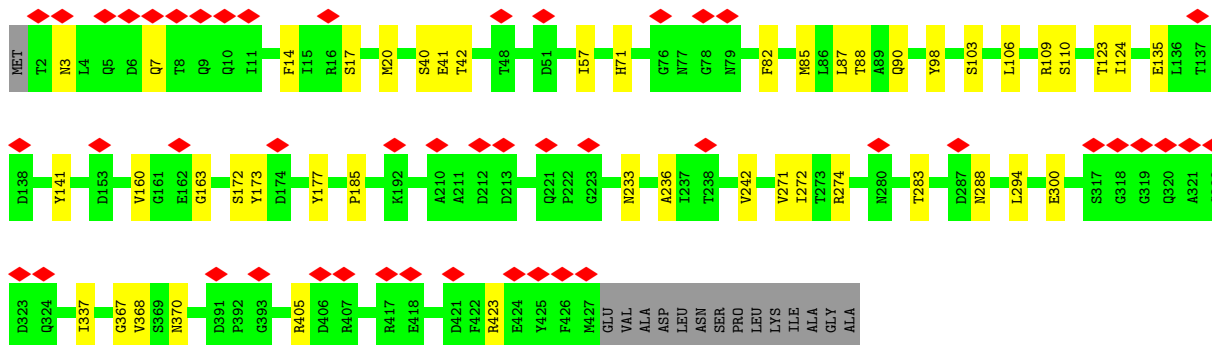 MET T2 N3 L4 Q5 D6 Q7 T8 Q9 Q10 I11 F14 I15 R16 S17 M20 S40 E41 T42 T48 D51 I57 H71 G76 N77 G78 N79 F82 M85 L86 L87 T88 A89 Q90 Y98 S103 L106 R109 S110 T123 I124 E135 L136 T137
D138 Y141 D153 V160 G161 E162 G163 S172 Y173 D174 Y177 P185 K192 A210 A211 D212 D213 Q221 P222 G223 N233 A236 I237 T238 V242 V271 I272 T273 R274 N280 T283 D287 N288 L294 E300 S317 G318 G319 Q320 A321
D323 Q324 I337 G367 V368 S369 N370 D391 P392 G393 R405 D406 R407 R417 E418 D421 F422 R423 E424 Y425 F426 M427 GLU VAL ALA ASP LEU ASN SER PRO LEU LYS ILE ALA GLY ALA